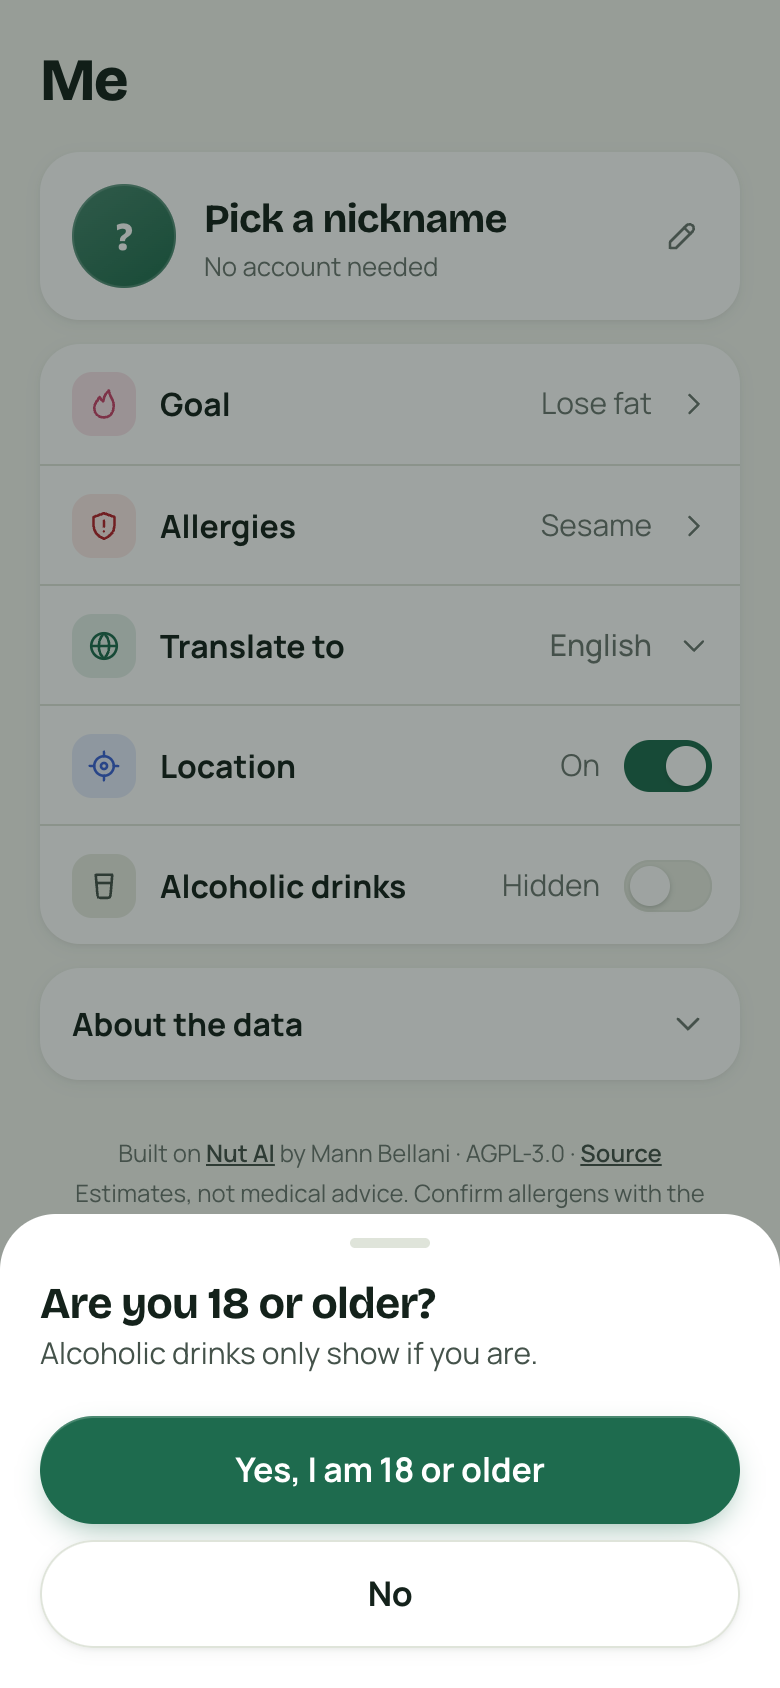 Me
?
Pick a nickname
No account needed
Goal
Lose fat
Allergies
Sesame
Translate to
English
Location
On
Alcoholic drinks
Hidden
About the data
Built on Nut AI by Mann Bellani · AGPL-3.0 · Source
Estimates, not medical advice. Confirm allergens with the
Are you 18 or older?
Alcoholic drinks only show if you are.
Yes, I am 18 or older
No